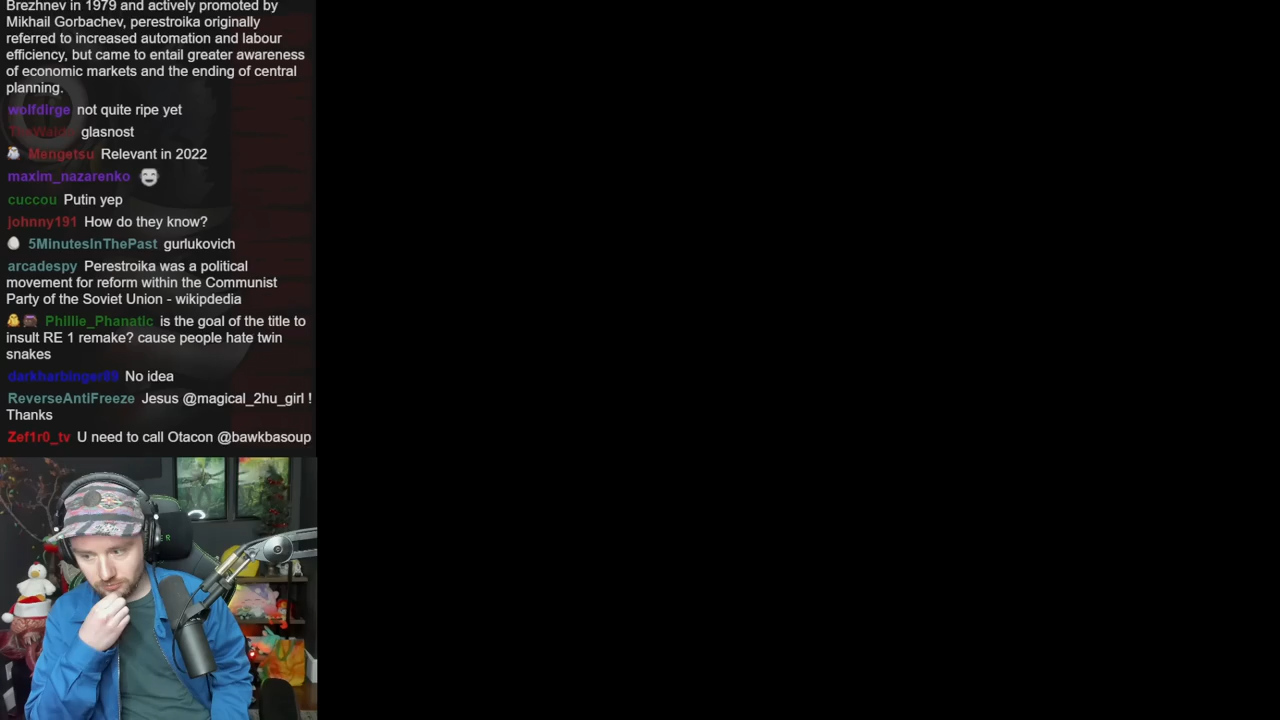 Brezhnev in 1979 and actively promoted by
Mikhail Gorbachev, perestroika originally
referred to increased automation and labour
efficiency, but came to entail greater awareness
of economic markets and the ending of central
planning.
wolfdirge not quite ripe yet
glasnost
Mengetsu Relevant in 2022
maxim_nazarenko
cuccou Putin yep
johnny191 How do they know?
5MinutesInThePast gurlukovich
arcadespy Perestroika was a political
movement for reform within the Communist
Party of the Soviet Union - wikipdedia
Phillie_Phanatic is the goal of the title to
insult RE 1 remake? cause people hate twin
snakes
darkharbinger89 No idea
ReverseAntiFreeze Jesus @magical_2hu_girl !
Thanks
Zef1r0_tv U need to call Otacon @bawkbasoup